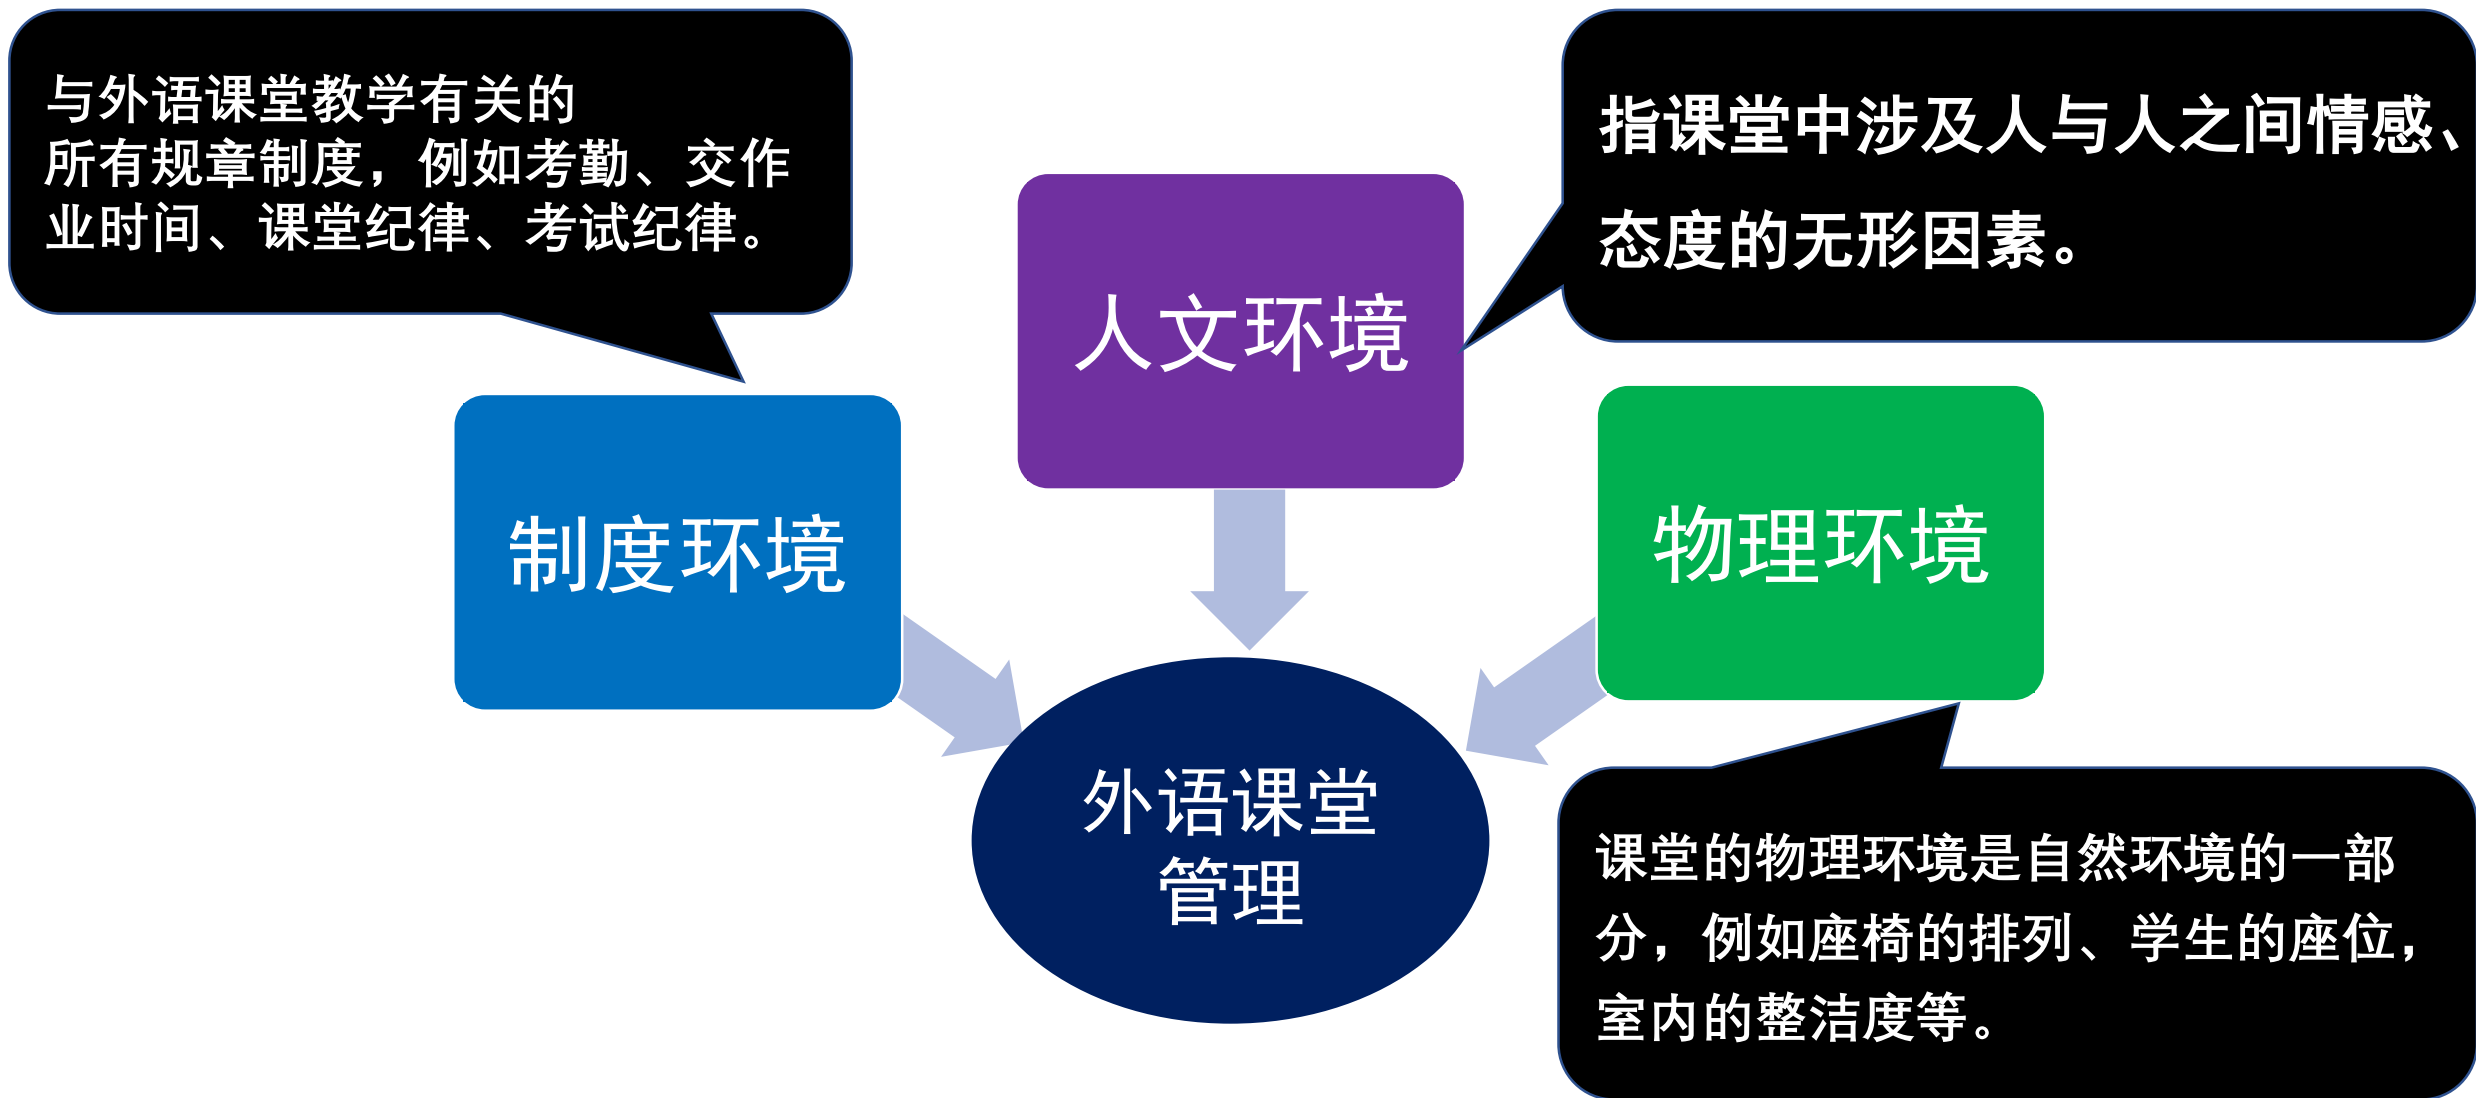 与外语课堂教学有关的
所有规章制度，例如考勤、交作
业时间、课堂纪律、考试纪律。
指课堂中涉及人与人之间情感、
态度的无形因素。
人文环境
制度环境
物理环境
外语课堂
管理
课堂的物理环境是自然环境的一部
分，例如座椅的排列、学生的座位，
室内的整洁度等。